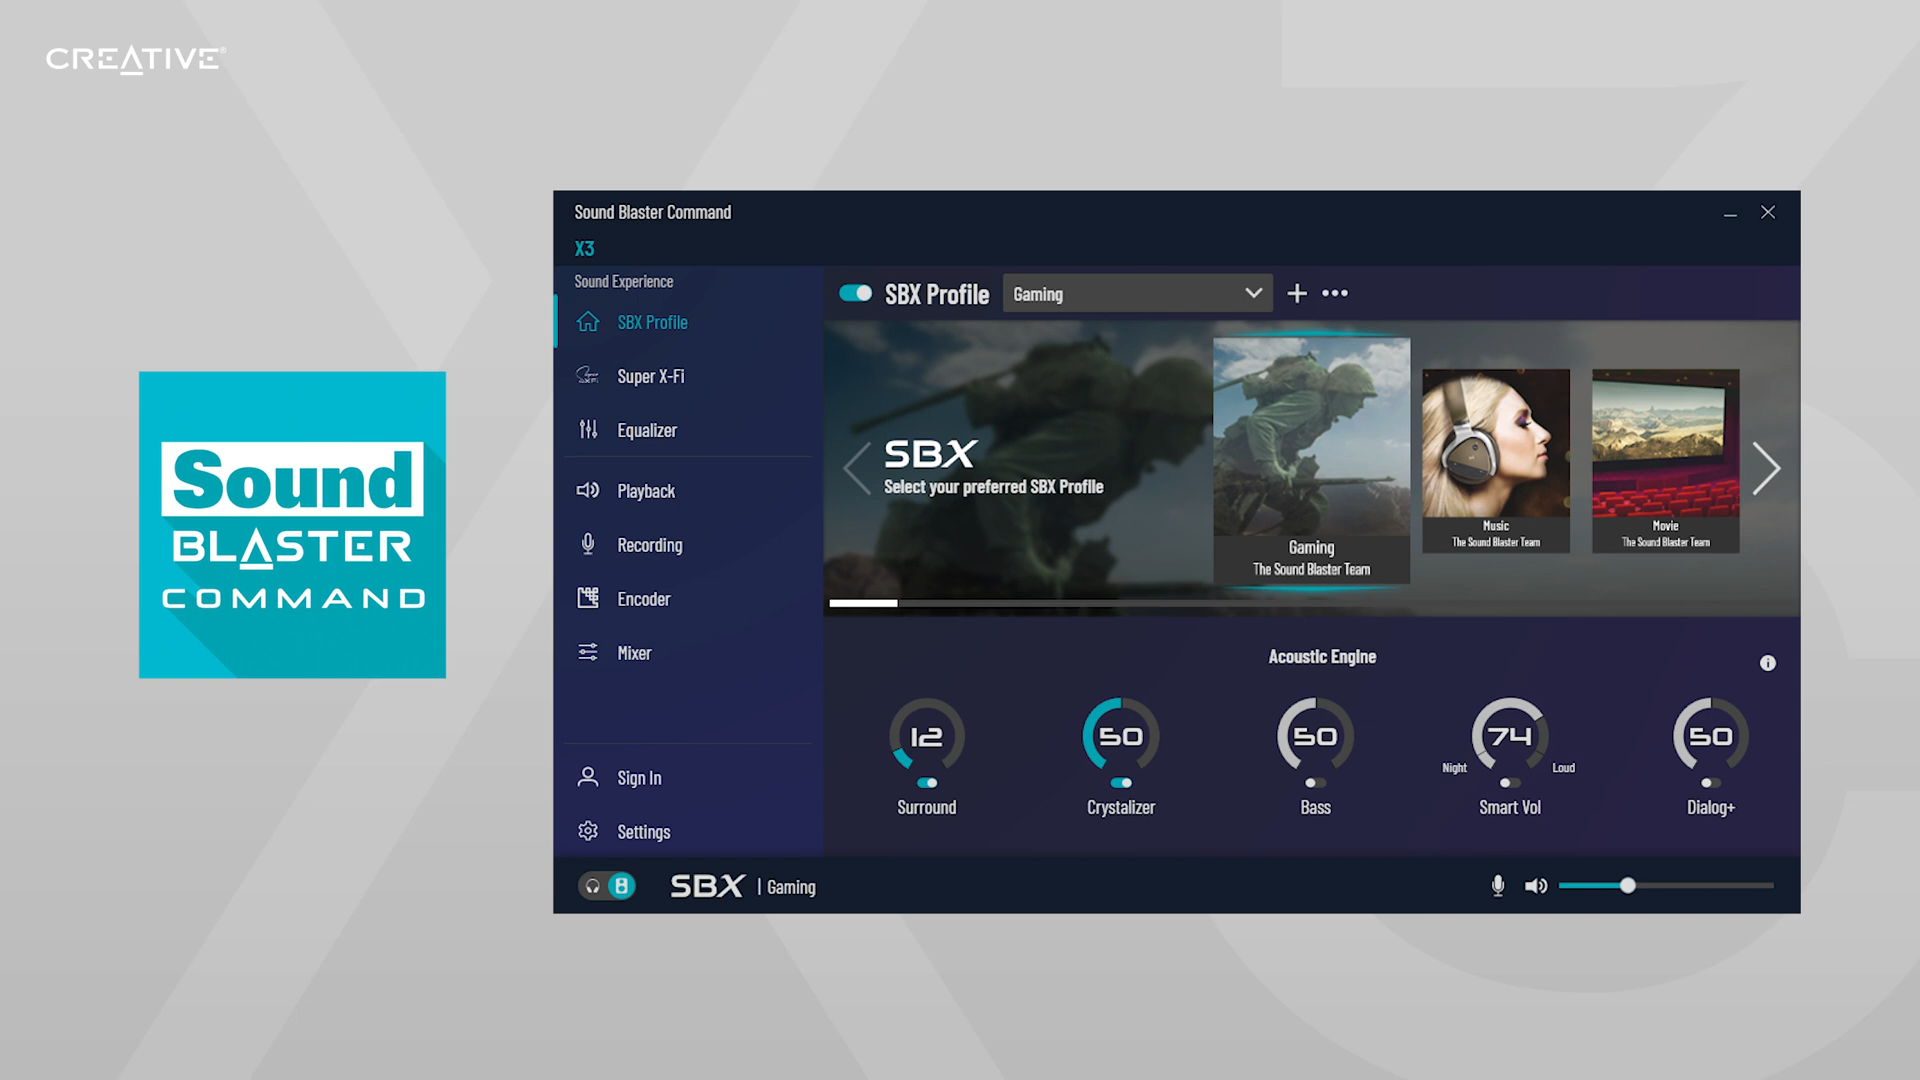 CREATIVE®
Sound
BLASTER
COMMAND
Sound Blaster Command
X3
Sound Experience
SBX Profile
Super X-Fi
Equalizer
Playback
Recording
Encoder
Mixer
Sign In
Settings
SBX Profile
Gaming
SBX
Select your preferred SBX Profile
Gaming
The Sound Blaster Team
Music
The Sound Blaster Team
Movie
The Sound Blaster Team
Acoustic Engine
12
Surround
50
Crystalizer
50
Bass
74
Night
Loud
Smart Vol
50
Dialog+
SBX | Gaming